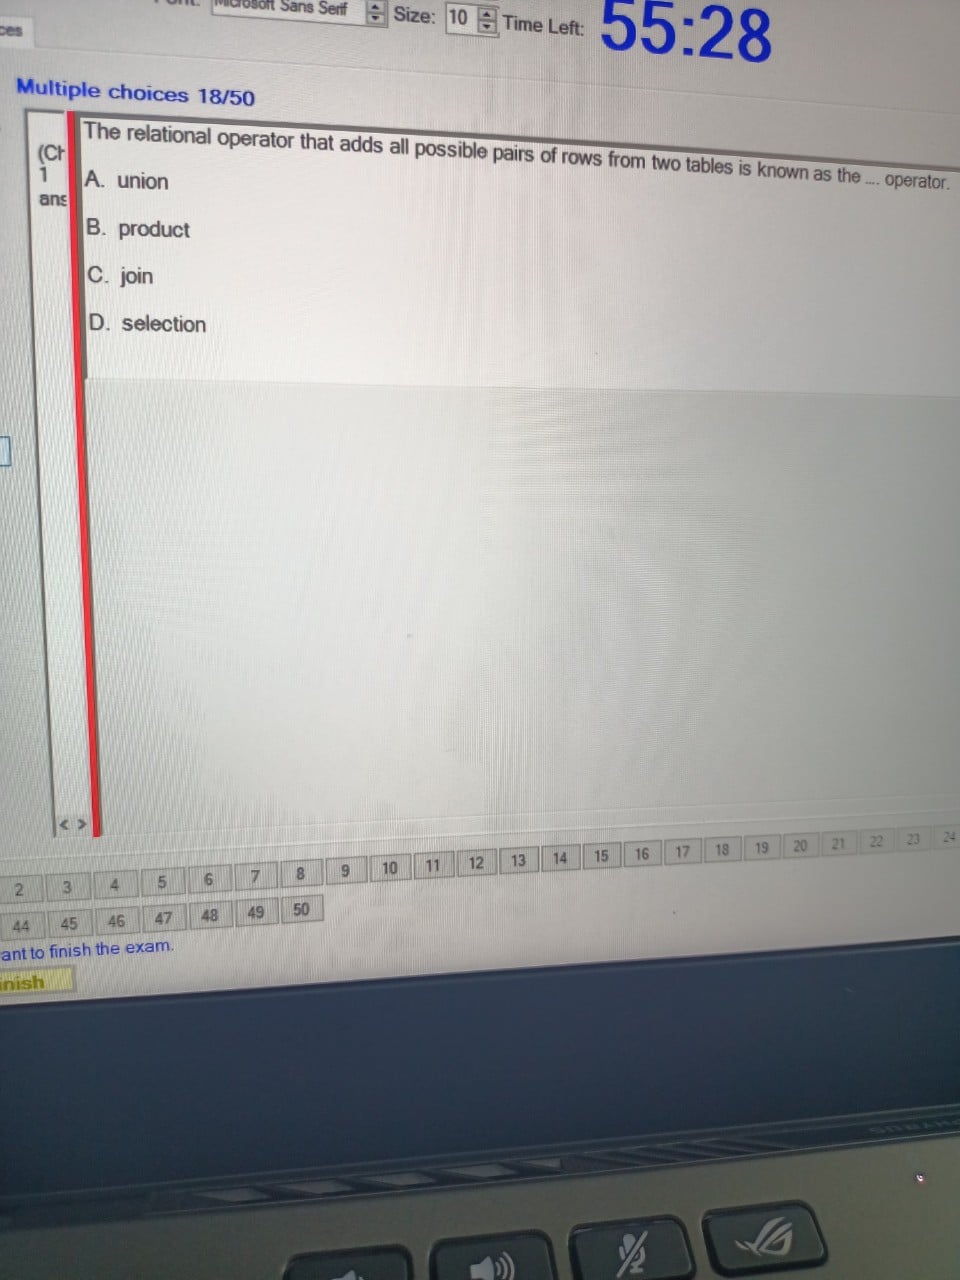 Microsoft Sans Serif Size: 10 Time Left: 55:28
Multiple choices 18/50
The relational operator that adds all possible pairs of rows from two tables is known as the .... operator.
(Ch
1
ans
A. union
B. product
C. join
D. selection
< >
2 3 4 5 6 7 8 9 10 11 12 13 14 15 16 17 18 19 20 21 22 23 24
44 45 46 47 48 49 50
ant to finish the exam.
inish